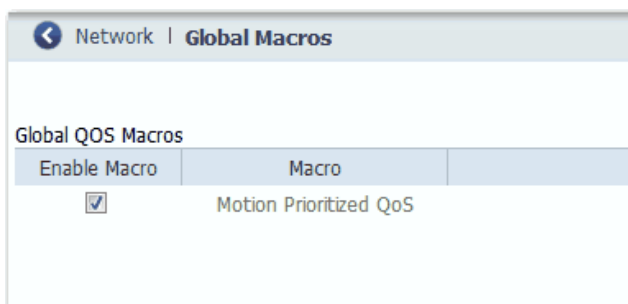 Network | Global Macros
Global QOS Macros
Enable Macro Macro
Motion Prioritized QoS